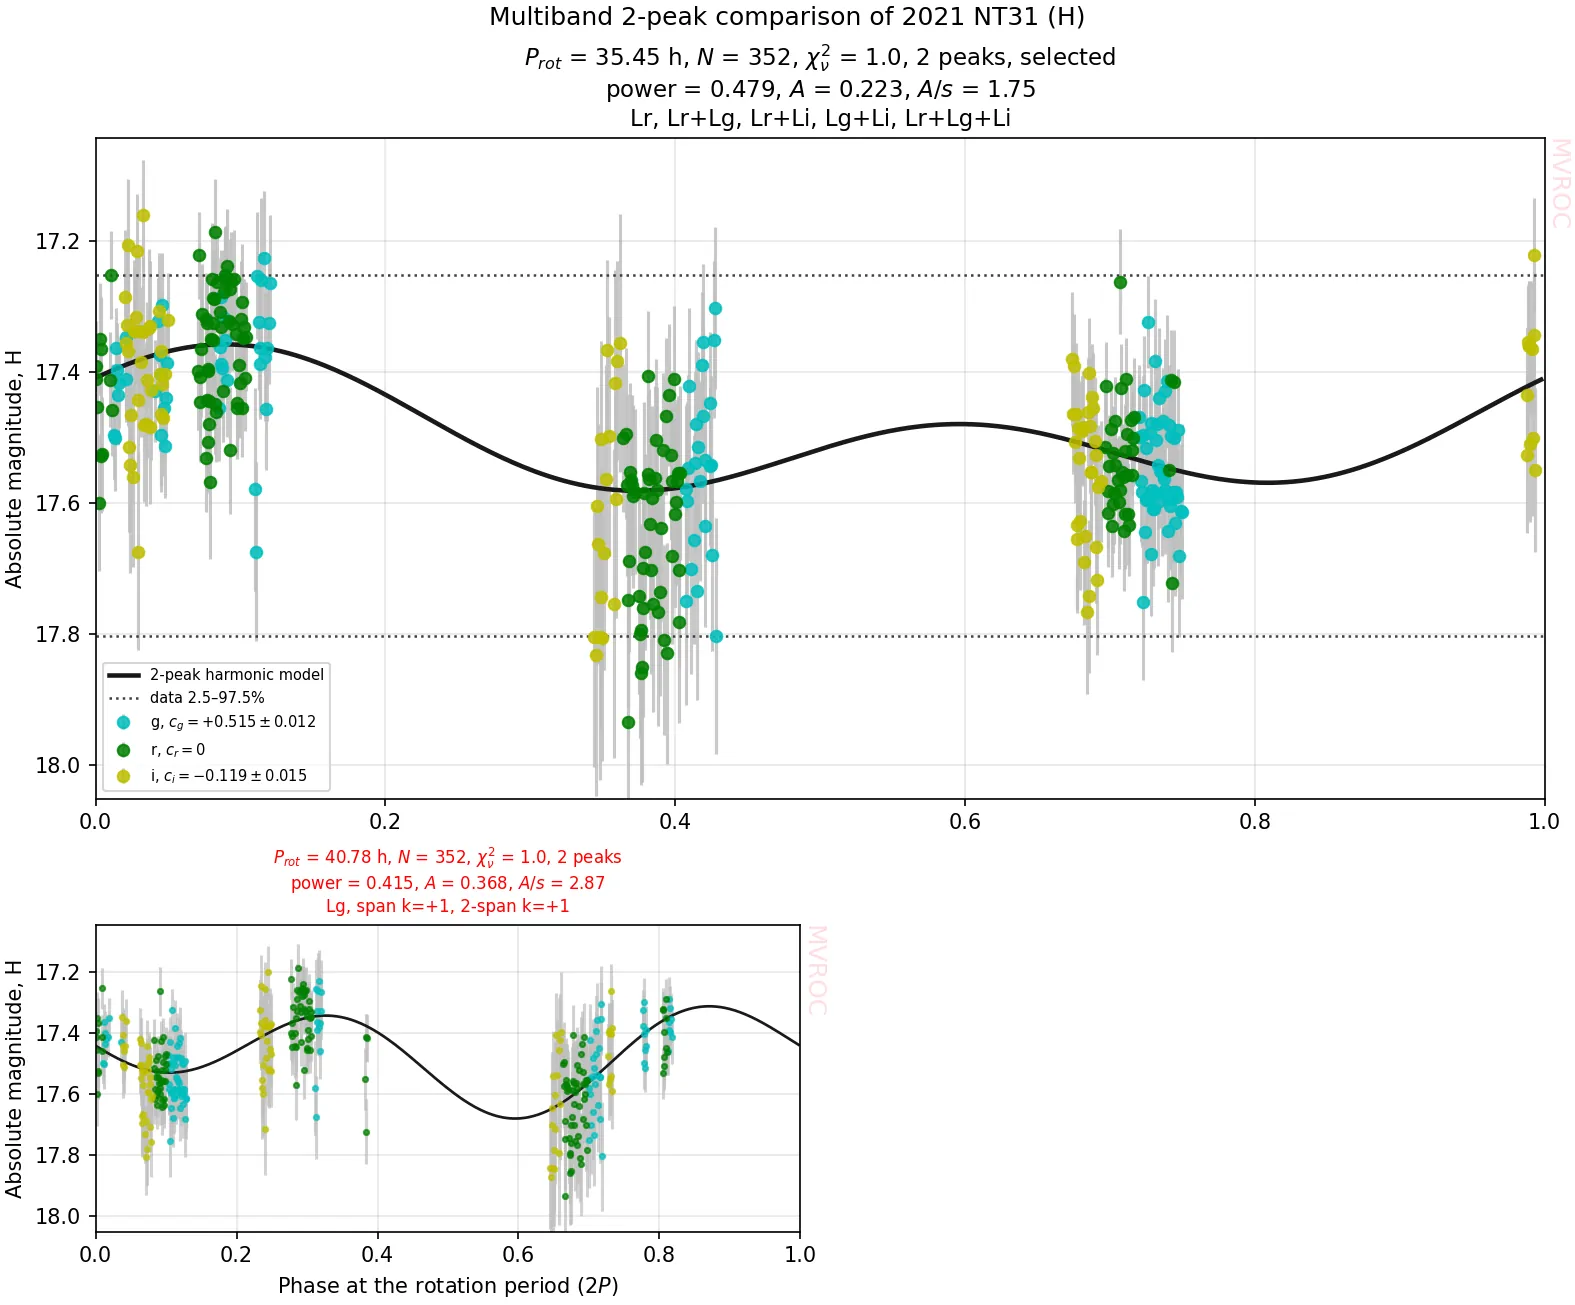 Multiband 2-peak comparison of 2021 NT31 (H)
P_rot = 35.45 h, N = 352, χ²_ν = 1.0, 2 peaks, selected
power = 0.479, A = 0.223, A/s = 1.75
Lr, Lr+Lg, Lr+Li, Lg+Li, Lr+Lg+Li
MVROC
Absolute magnitude, H
17.2
17.4
17.6
17.8
18.0
2-peak harmonic model
data 2.5–97.5%
g, c_g = +0.515 ± 0.012
r, c_r = 0
i, c_i = −0.119 ± 0.015
0.0 0.2 0.4 0.6 0.8 1.0
P_rot = 40.78 h, N = 352, χ²_ν = 1.0, 2 peaks
power = 0.415, A = 0.368, A/s = 2.87
Lg, span k=+1, 2-span k=+1
MVROC
Absolute magnitude, H
17.2
17.4
17.6
17.8
18.0
0.0 0.2 0.4 0.6 0.8 1.0
Phase at the rotation period (2P)